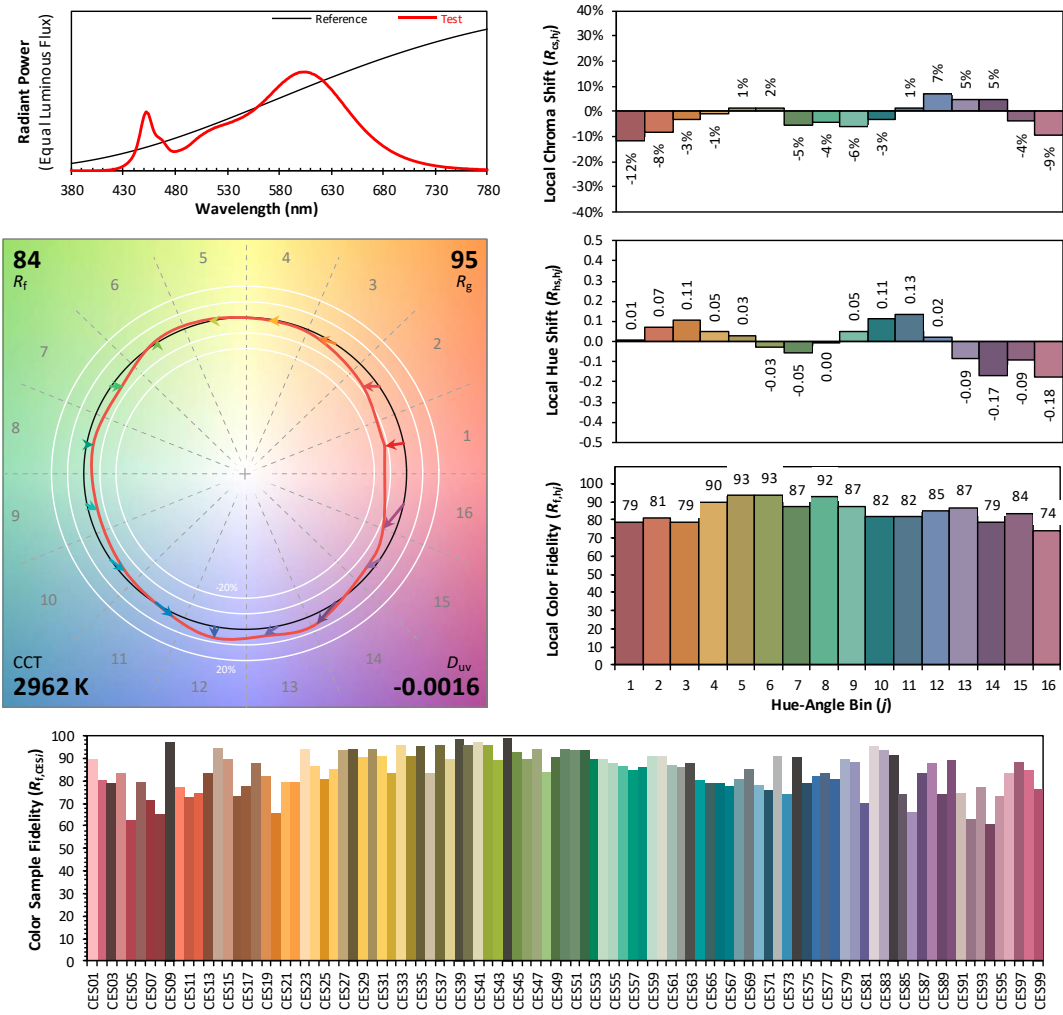 Reference
Test
Radiant Power
(Equal Luminous Flux)
380 430 480 530 580 630 680 730 780
Wavelength (nm)
Local Chroma Shift (Rcs,hj)
40%
30%
20%
10%
0%
-10%
-20%
-30%
-40%
-12% -8% -3% -1% 1% 2% -5% -4% -6% -3% 1% 7% 5% 5% -4% -9%
84
Rf
95
Rg
5 4
6 3
7 2
8 1
9 16
10 15
11 14
12 13
-20%
20%
CCT
2962 K
Duv
-0.0016
Local Hue Shift (Rhs,hj)
0.5
0.4
0.3
0.2
0.1
0.0
-0.1
-0.2
-0.3
-0.4
-0.5
0.01 0.07 0.11 0.05 0.03 -0.03 -0.05 0.00 0.05 0.11 0.13 0.02 -0.09 -0.17 -0.09 -0.18
Local Color Fidelity (Rf,hj)
100
90
80
70
60
50
40
30
20
10
0
79 81 79 90 93 93 87 92 87 82 82 85 87 79 84 74
1 2 3 4 5 6 7 8 9 10 11 12 13 14 15 16
Hue-Angle Bin (j)
Color Sample Fidelity (Rf,CESi)
100
90
80
70
60
50
40
30
20
10
0
CES01 CES03 CES05 CES07 CES09 CES11 CES13 CES15 CES17 CES19 CES21 CES23 CES25 CES27 CES29 CES31 CES33 CES35 CES37 CES39 CES41 CES43 CES45 CES47 CES49 CES51 CES53 CES55 CES57 CES59 CES61 CES63 CES65 CES67 CES69 CES71 CES73 CES75 CES77 CES79 CES81 CES83 CES85 CES87 CES89 CES91 CES93 CES95 CES97 CES99